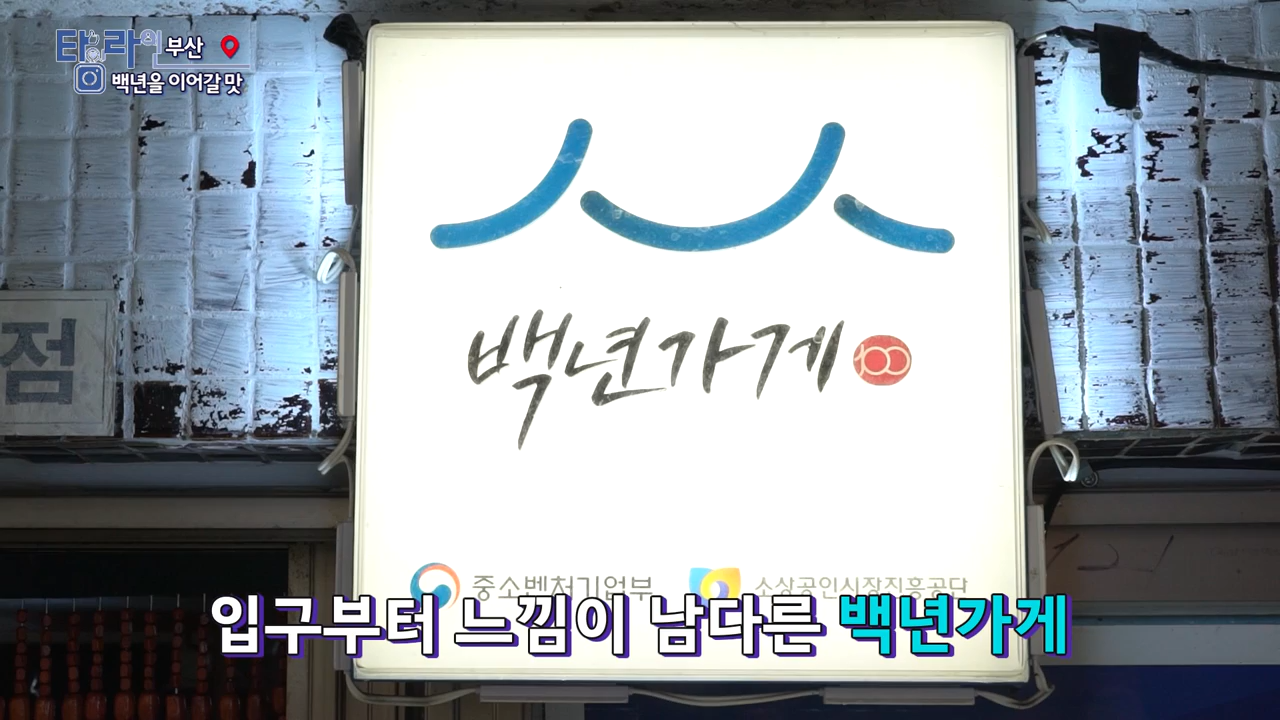 타라의 부산
백년을 이어갈 맛
점
백년가게 100
중소벤처기업부 소상공인시장진흥공단
입구부터 느낌이 남다른 백년가게